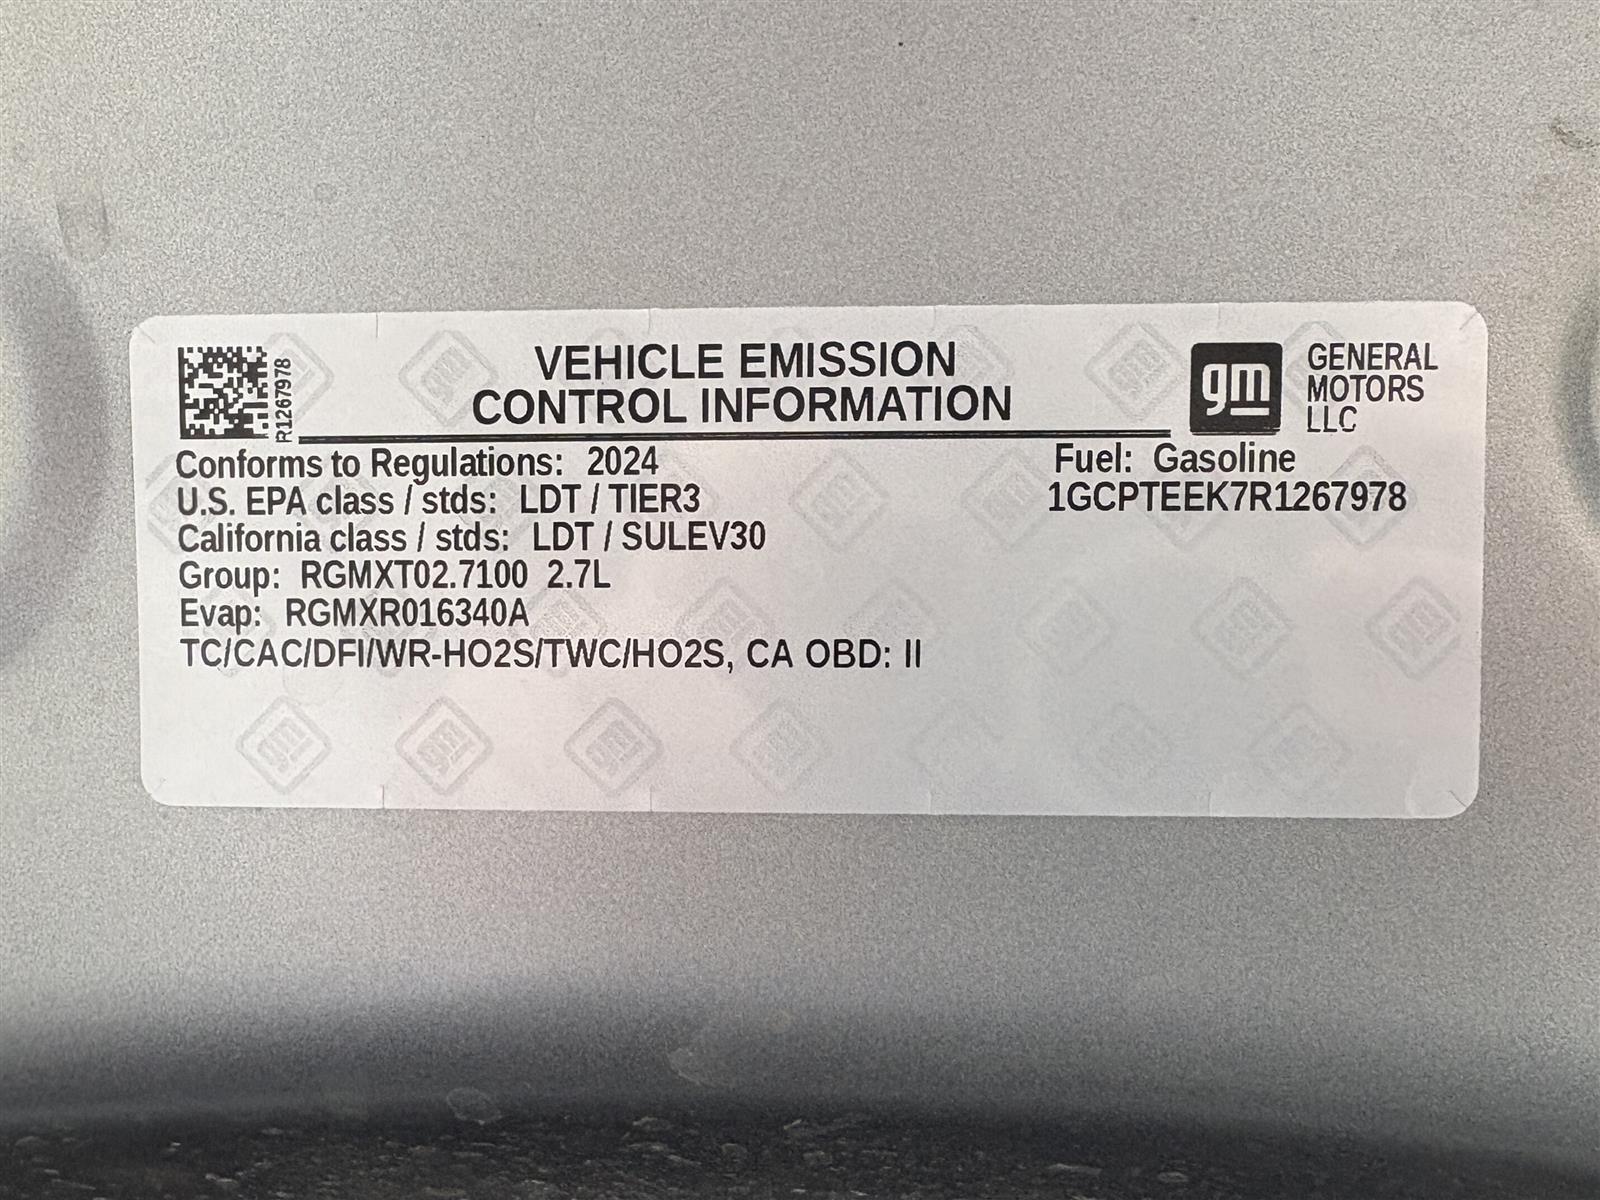 R1267978
VEHICLE EMISSION
CONTROL INFORMATION
gm
GENERAL
MOTORS
LLC
Conforms to Regulations: 2024
U.S. EPA class / stds: LDT / TIER3
California class / stds: LDT / SULEV30
Group: RGMXT02.7100 2.7L
Evap: RGMXR016340A
TC/CAC/DFI/WR-HO2S/TWC/HO2S, CA OBD: II
Fuel: Gasoline
1GCPTEEK7R1267978